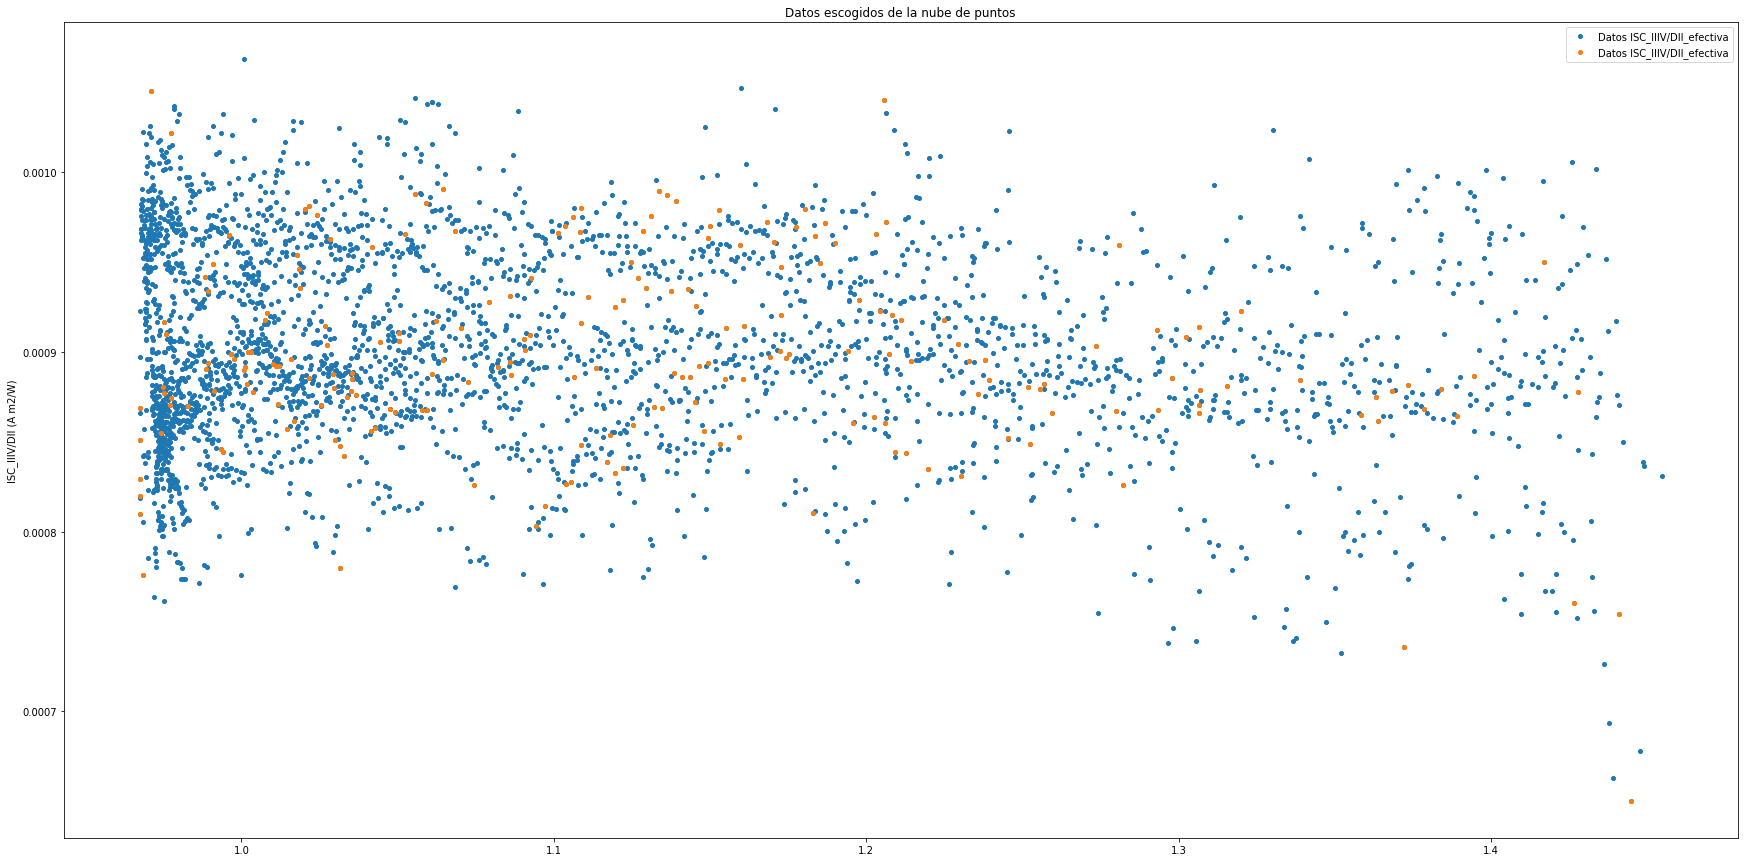 Datos escogidos de la nube de puntos
Datos ISC_IIIV/DII_efectiva
Datos ISC_IIIV/DII_efectiva
ISC_IIIV/DII (A m2/W)
0.0010
0.0009
0.0008
0.0007
1.0 1.1 1.2 1.3 1.4